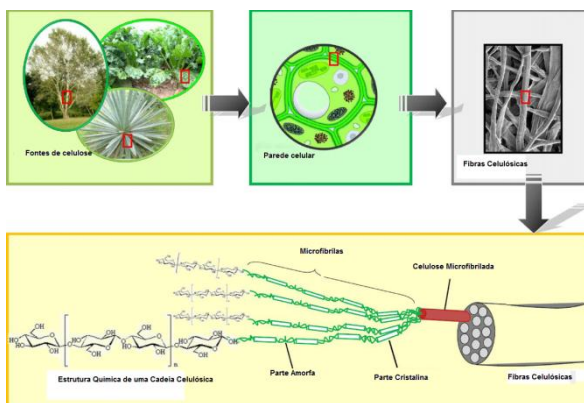 Fontes de celulose
Parede celular
Fibras Celulósicas
Microfibrilas
Celulose Microfibrilada
Parte Amorfa
Parte Cristalina
Estrutura Química de uma Cadeia Celulósica
Fibras Celulósicas